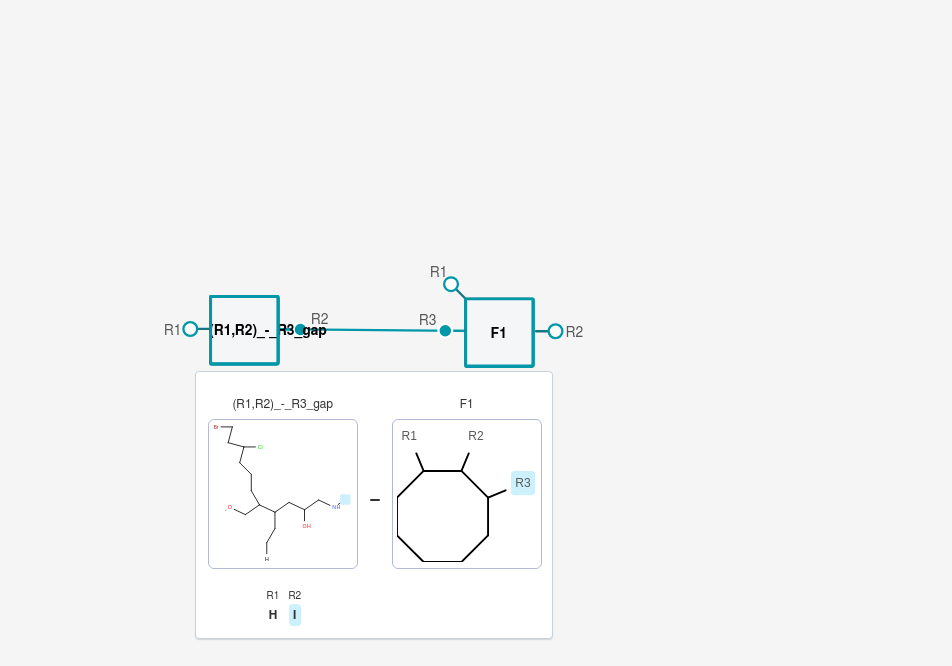 R1
R2
R1
(R1,R2)_-_R3_gap
R3
F1
R2
(R1,R2)_-_R3_gap
F1
Br
Cl
OH
NH
H
R1
R2
R3
–
R1 R2
H I